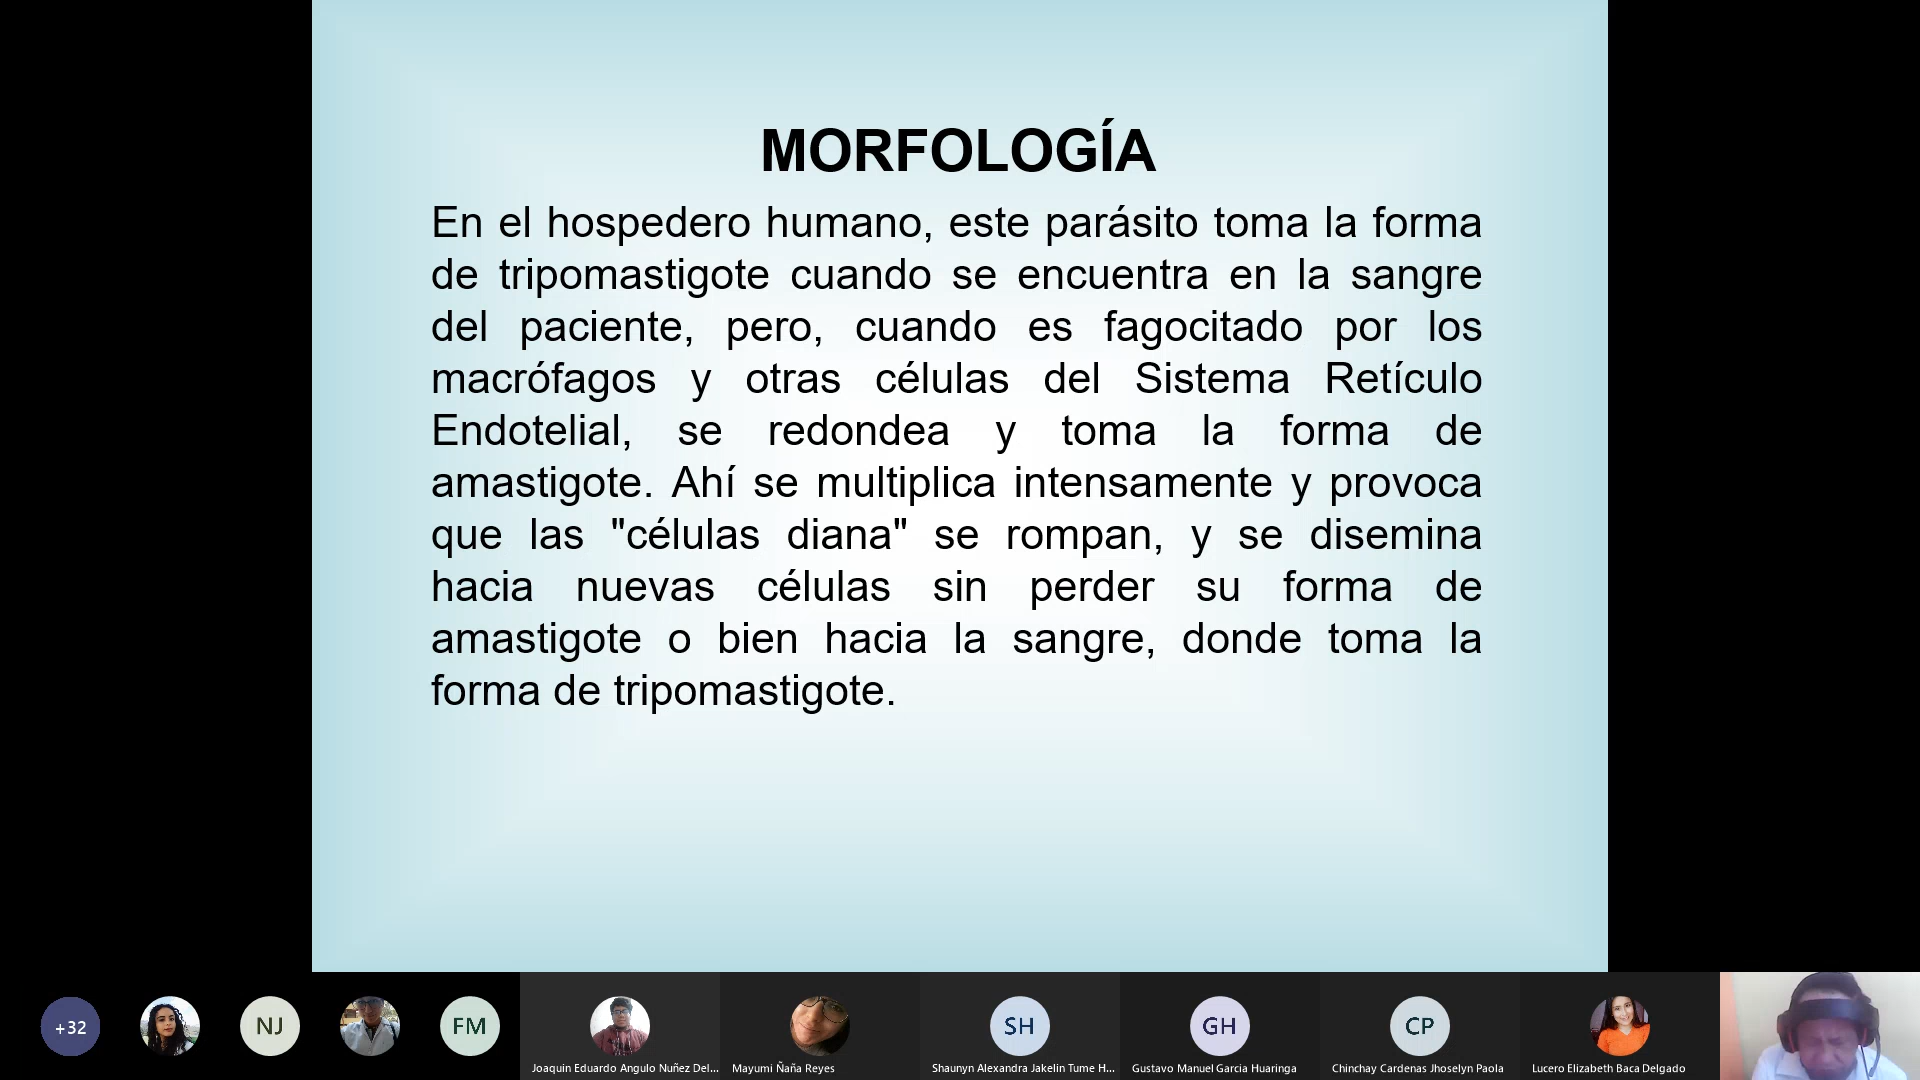 MORFOLOGÍA
En el hospedero humano, este parásito toma la forma
de tripomastigote cuando se encuentra en la sangre
del paciente, pero, cuando es fagocitado por los
macrófagos y otras células del Sistema Retículo
Endotelial, se redondea y toma la forma de
amastigote. Ahí se multiplica intensamente y provoca
que las "células diana" se rompan, y se disemina
hacia nuevas células sin perder su forma de
amastigote o bien hacia la sangre, donde toma la
forma de tripomastigote.
+32
NJ
FM
SH
GH
CP
Joaquin Eduardo Angulo Nuñez Del...
Mayumi Ñaña Reyes
Shaunyn Alexandra Jakelin Tume H...
Gustavo Manuel Garcia Huaringa
Chinchay Cardenas Jhoselyn Paola
Lucero Elizabeth Baca Delgado